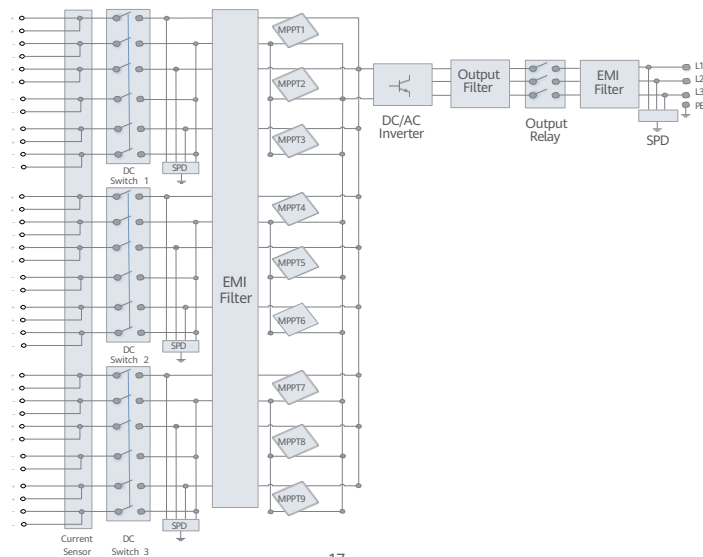 MPPT1
MPPT2
MPPT3
DC
Switch 1
SPD
MPPT4
MPPT5
MPPT6
DC
Switch 2
SPD
MPPT7
MPPT8
MPPT9
SPD
Current
Sensor
DC
Switch 3
EMI
Filter
DC/AC
Inverter
Output
Filter
Output
Relay
EMI
Filter
L1
L2
L3
PE
SPD